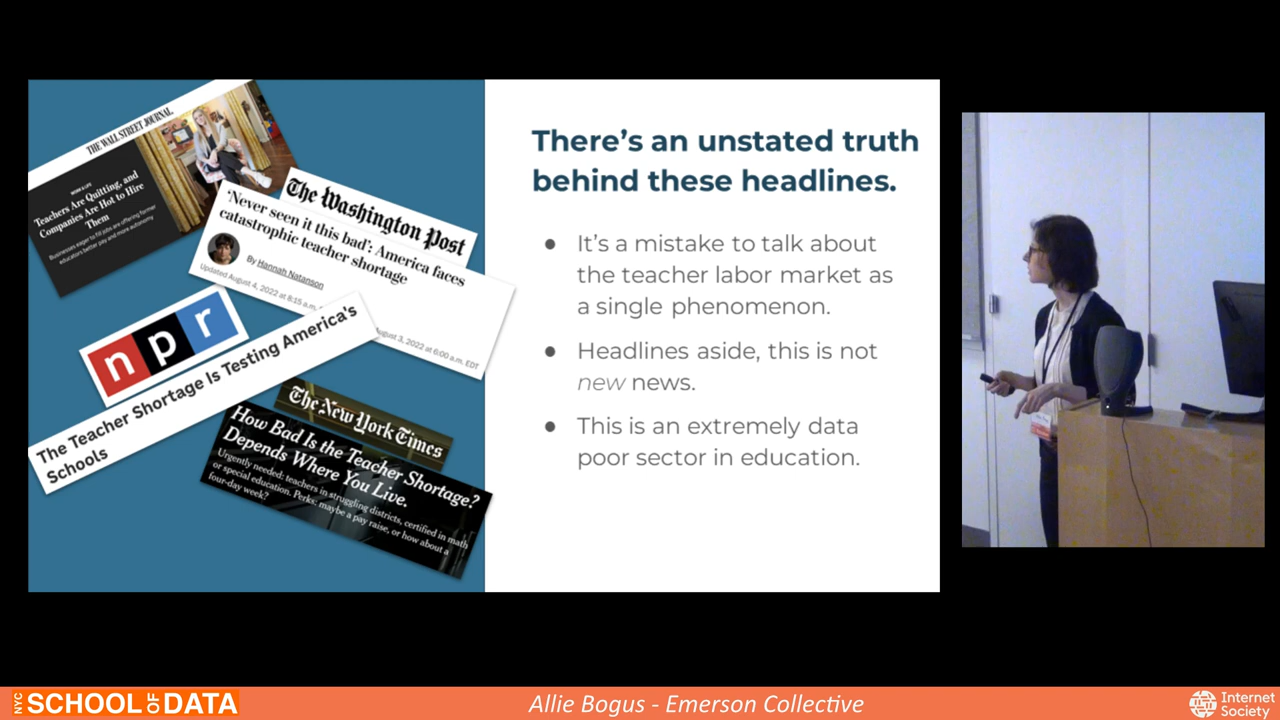 THE WALL STREET JOURNAL.
WORK & LIFE
Teachers Are Quitting, and
Companies Are Hot to Hire
Them
Businesses eager to fill jobs are offering former
educators better pay and more autonomy
The Washington Post
‘Never seen it this bad’: America faces
catastrophic teacher shortage
By Hannah Natanson
Updated August 4, 2022 at 8:15 a.m.
August 3, 2022 at 6:00 a.m. EDT
npr
The Teacher Shortage Is Testing America's
Schools
The New York Times
How Bad Is the Teacher Shortage?
Depends Where You Live.
Urgently needed: teachers in struggling districts, certified in math
or special education. Perks: maybe a pay raise, or how about a
four-day week?
There’s an unstated truth
behind these headlines.
● It’s a mistake to talk about
the teacher labor market as
a single phenomenon.
● Headlines aside, this is not
new news.
● This is an extremely data
poor sector in education.
NYC SCHOOL OF DATA
Allie Bogus - Emerson Collective
Internet
Society